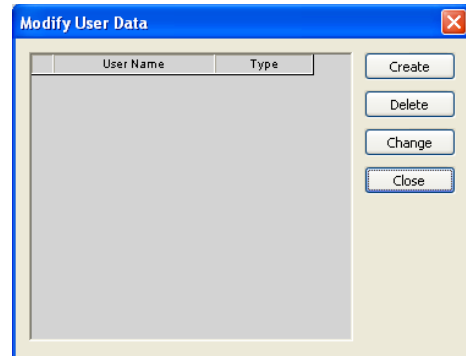 Modify User Data
User Name Type
Create
Delete
Change
Close